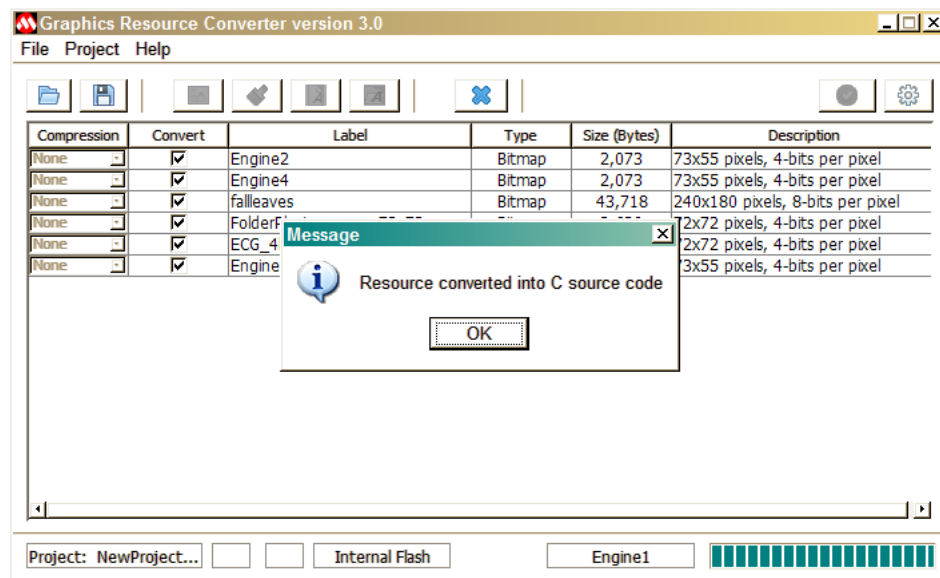 Graphics Resource Converter version 3.0
File Project Help
Compression Convert Label Type Size (Bytes) Description
None Engine2 Bitmap 2,073 73x55 pixels, 4-bits per pixel
None Engine4 Bitmap 2,073 73x55 pixels, 4-bits per pixel
None fallleaves Bitmap 43,718 240x180 pixels, 8-bits per pixel
None 72x72 pixels, 4-bits per pixel
None ECG_4 72x72 pixels, 4-bits per pixel
None Engine 73x55 pixels, 4-bits per pixel
Message
Resource converted into C source code
OK
Project: NewProject... Internal Flash Engine1